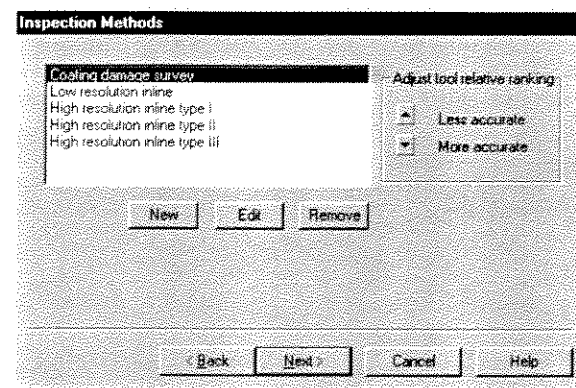 Inspection Methods
Coating damage survey
Low resolution inline
High resolution inline type I
High resolution inline type II
High resolution inline type III
Adjust tool relative ranking
Less accurate
More accurate
New Edit Remove
< Back Next > Cancel Help